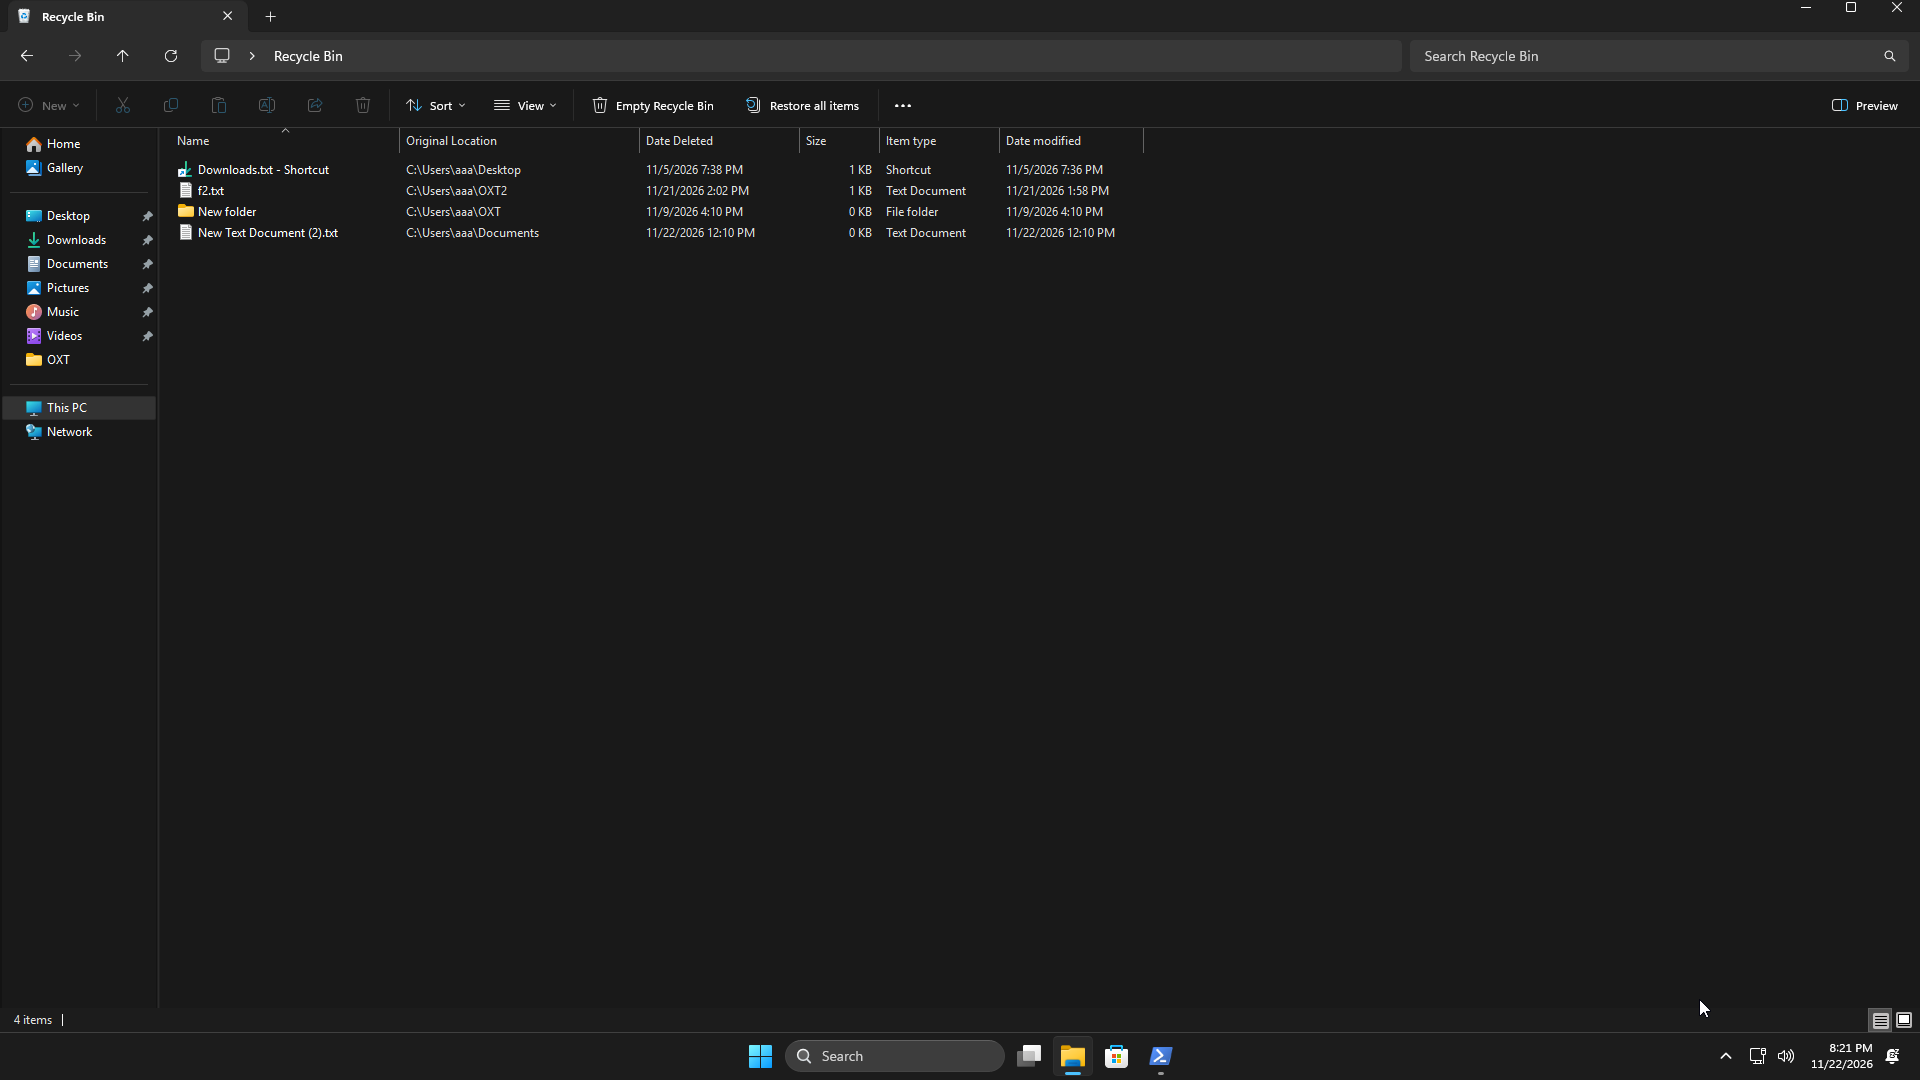 Recycle Bin
Recycle Bin
Search Recycle Bin
New
Sort
View
Empty Recycle Bin
Restore all items
Preview
Home
Gallery
Desktop
Downloads
Documents
Pictures
Music
Videos
OXT
This PC
Network
Name Original Location Date Deleted Size Item type Date modified
Downloads.txt - Shortcut C:\Users\aaa\Desktop 11/5/2026 7:38 PM 1 KB Shortcut 11/5/2026 7:36 PM
f2.txt C:\Users\aaa\OXT2 11/21/2026 2:02 PM 1 KB Text Document 11/21/2026 1:58 PM
New folder C:\Users\aaa\OXT 11/9/2026 4:10 PM 0 KB File folder 11/9/2026 4:10 PM
New Text Document (2).txt C:\Users\aaa\Documents 11/22/2026 12:10 PM 0 KB Text Document 11/22/2026 12:10 PM
4 items
Search
8:21 PM
11/22/2026